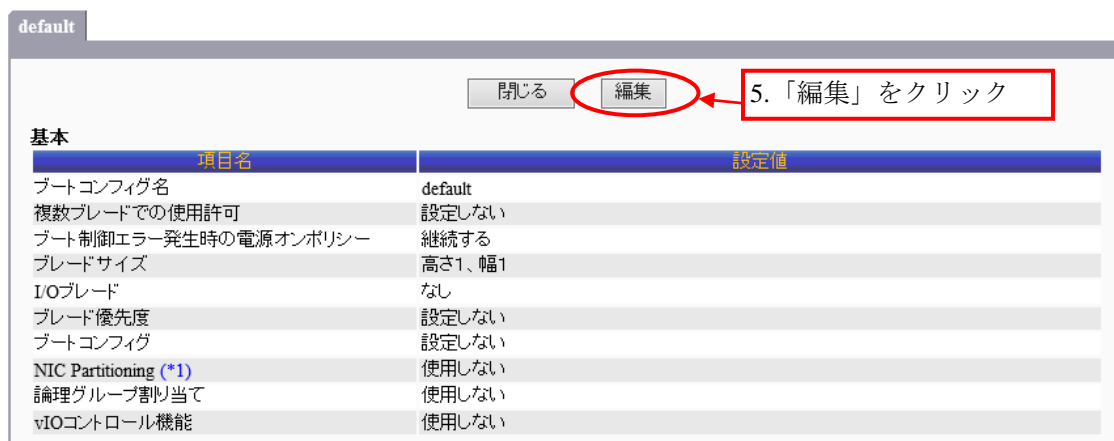 default
閉じる 編集 5.「編集」をクリック
基本
項目名 設定値
ブートコンフィグ名 default
複数ブレードでの使用許可 設定しない
ブート制御エラー発生時の電源オンポリシー 継続する
ブレードサイズ 高さ1、幅1
I/Oブレード なし
ブレード優先度 設定しない
ブートコンフィグ 設定しない
NIC Partitioning (*1) 使用しない
論理グループ割り当て 使用しない
vIOコントロール機能 使用しない